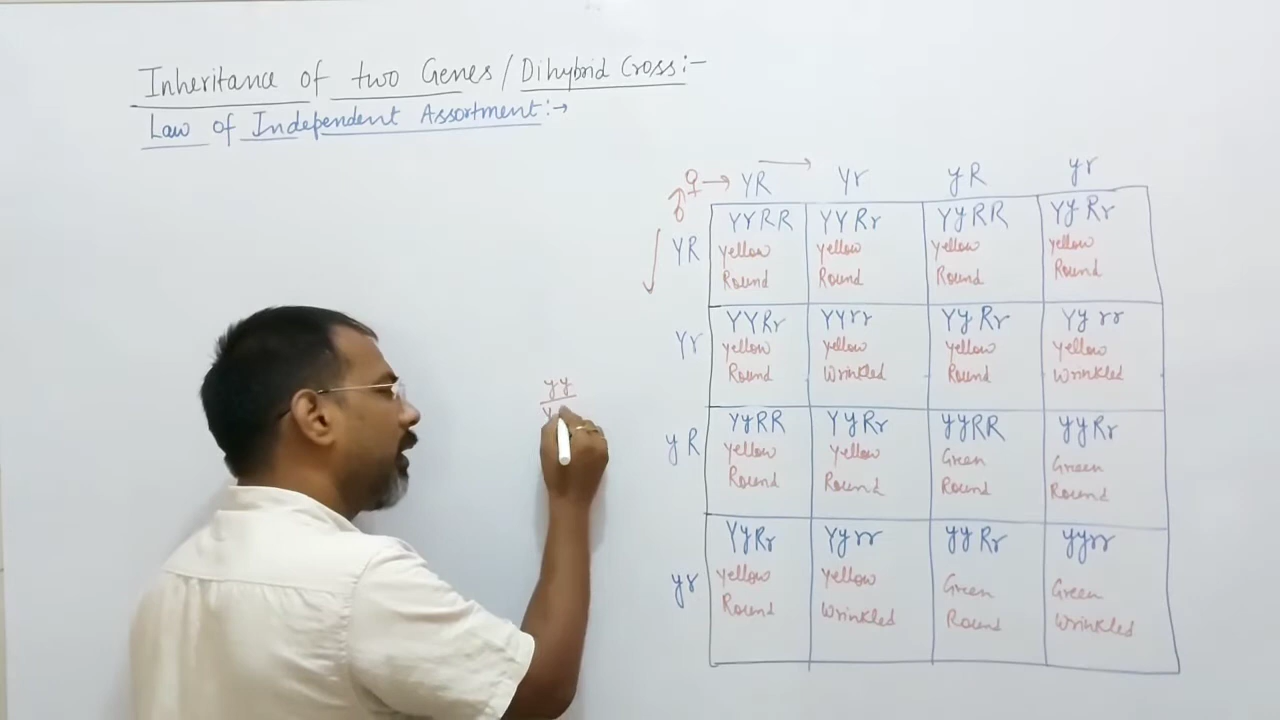 Inheritance of two Genes / Dihybrid Cross:-
Law of Independent Assortment:→
♀ → YR Yr yR yr
YR YYRR YYRr YyRR YyRr
Yellow Yellow Yellow Yellow
Round Round Round Round
Yr YYRr YYrr YyRr Yyrr
Yellow Yellow Yellow Yellow
Round Wrinkled Round Wrinkled
yy
yR YyRR YyRr yyRR yyRr
Yellow Yellow Green Green
Round Round Round Round
yr YyRr Yyrr yyRr yyrr
Yellow Yellow Green Green
Round Wrinkled Round Wrinkled